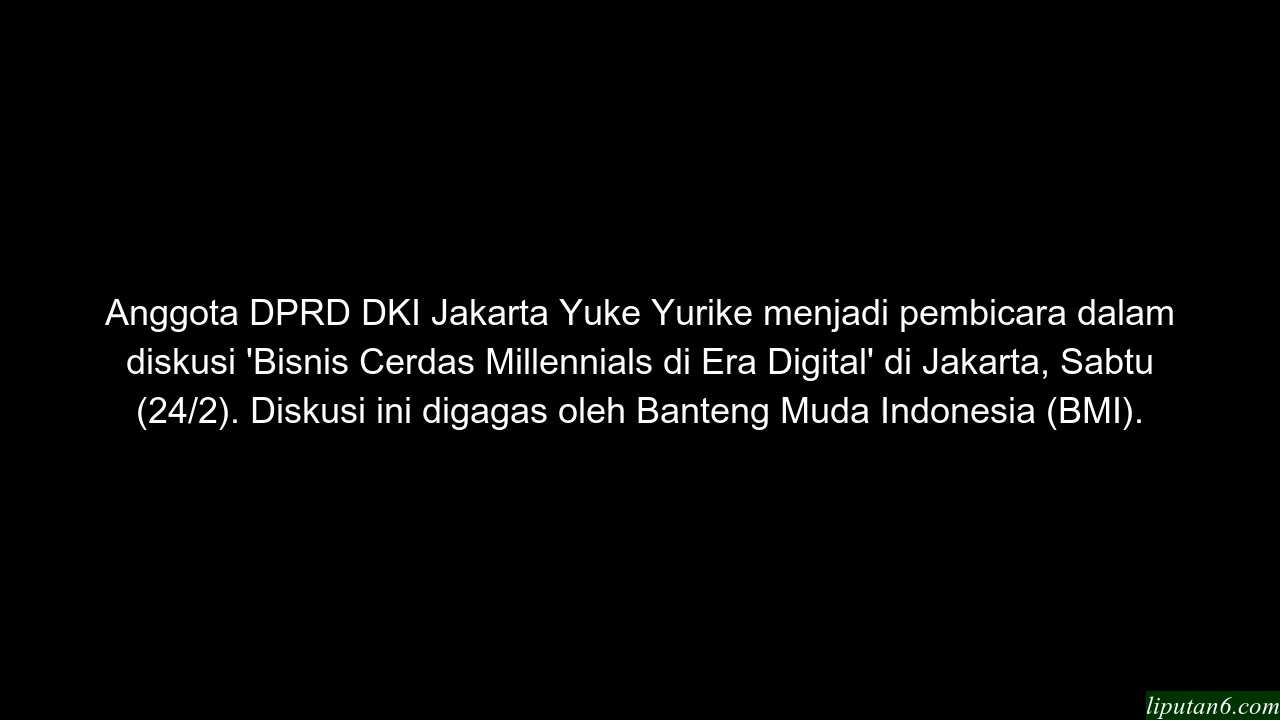 Anggota DPRD DKI Jakarta Yuke Yurike menjadi pembicara dalam
diskusi 'Bisnis Cerdas Millennials di Era Digital' di Jakarta, Sabtu
(24/2). Diskusi ini digagas oleh Banteng Muda Indonesia (BMI).
liputan6.com